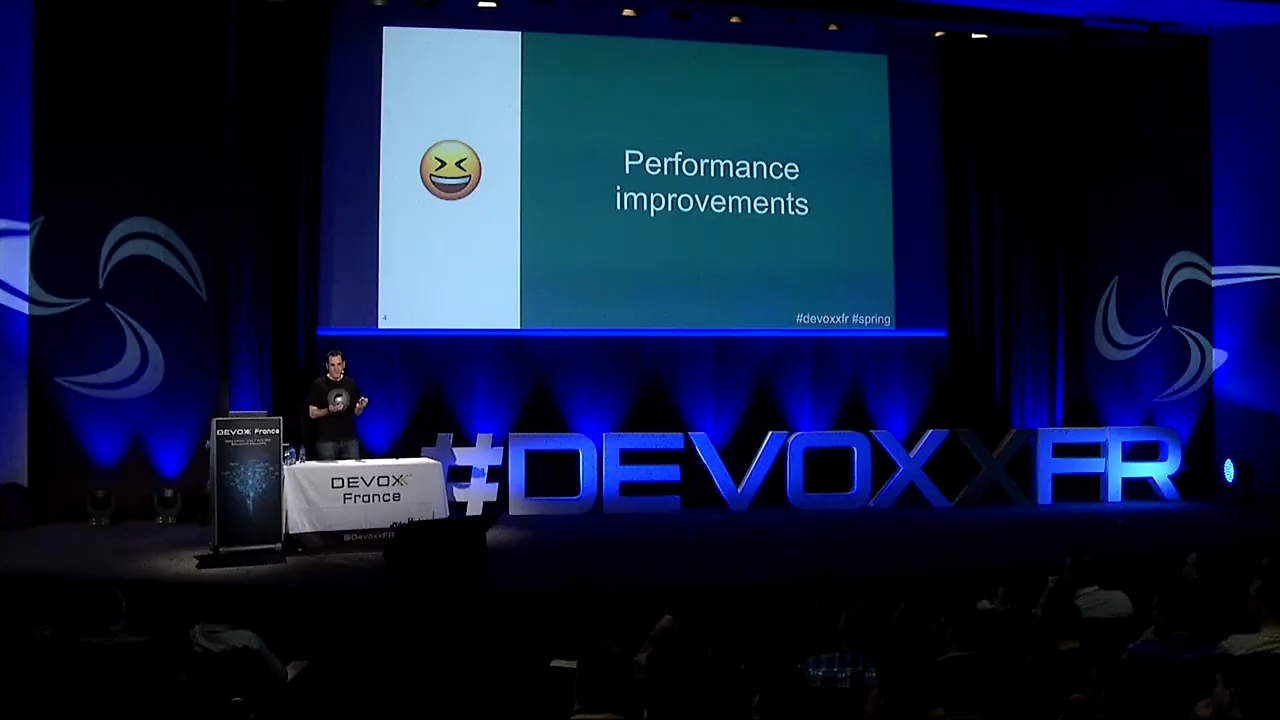 Performance
improvements
4
#devoxxfr #spring
DEVOXX France
DEVOXX
France
@DevoxxFR
#DEVOXXFR